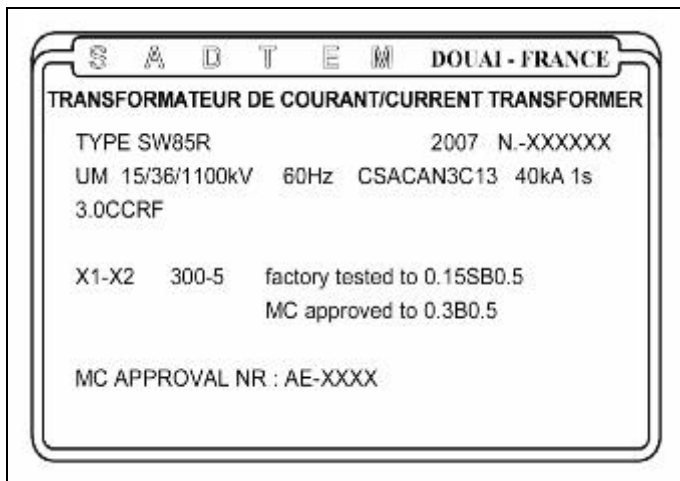 S A D T E M DOUAI - FRANCE
TRANSFORMATEUR DE COURANT/CURRENT TRANSFORMER
TYPE SW85R 2007 N.-XXXXXX
UM 15/36/1100kV 60Hz CSACAN3C13 40kA 1s
3.0CCRF
X1-X2 300-5 factory tested to 0.15SB0.5
MC approved to 0.3B0.5
MC APPROVAL NR : AE-XXXX